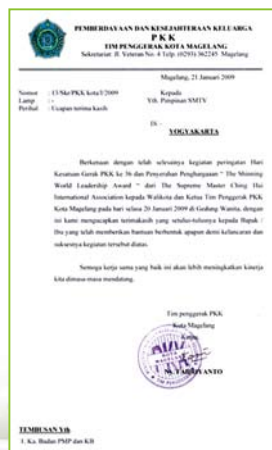 PEMBERDAYAAN DAN KESEJAHTERAAN KELUARGA
P K K
TIM PENGGERAK KOTA MAGELANG
Sekretariat: Jl. Veteran No. 4 Telp. (0293) 362245 Magelang
Magelang, 21 Januari 2009
Nomor : 13/Skr/PKK kota/I/2009
Lamp : -
Perihal : Ucapan terima kasih
Kepada
Yth. Pimpinan SMTV
Di -
YOGYAKARTA
Berkenaan dengan telah selesainya kegiatan peringatan Hari
Kesatuan Gerak PKK ke 36 dan Penyerahan Penghargaan " The Shinning
World Leadership Award " dari The Supreme Master Ching Hai
International Association kepada Walikota dan Ketua Tim Penggerak PKK
Kota Magelang pada hari selasa 20 Januari 2009 di Gedung Wanita, dengan
ini kami mengucapkan terimakasih yang setulus-tulusnya kepada Bapak /
Ibu yang telah memberikan bantuan berbentuk apapun demi kelancaran dan
suksesnya kegiatan tersebut diatas.
Semoga kerja sama yang baik ini akan lebih meningkatkan kinerja
kita dimasa-masa mendatang.
Tim penggerak PKK
Kota Magelang
Ketua
TEMBUSAN Yth
1. Ka. Badan PMP dan KB